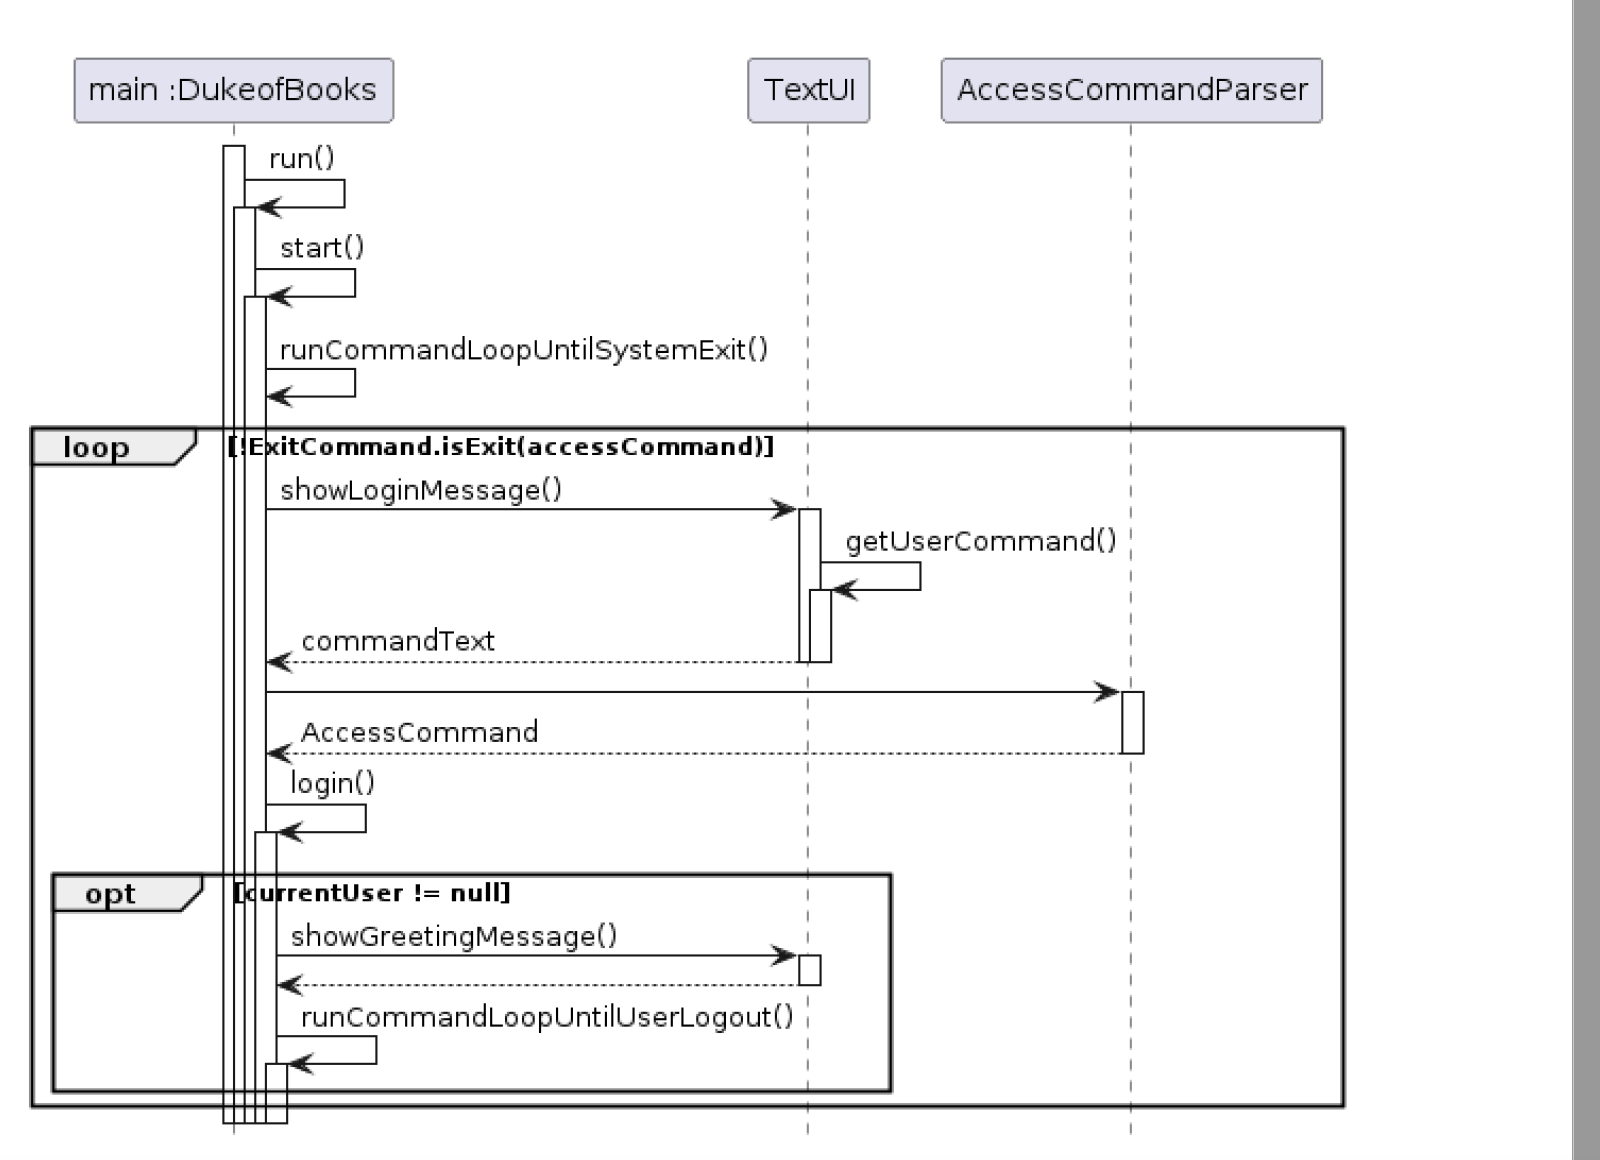 main :DukeofBooks
TextUI
AccessCommandParser
run()
start()
runCommandLoopUntilSystemExit()
loop
[!ExitCommand.isExit(accessCommand)]
showLoginMessage()
getUserCommand()
commandText
AccessCommand
login()
opt
[currentUser != null]
showGreetingMessage()
runCommandLoopUntilUserLogout()